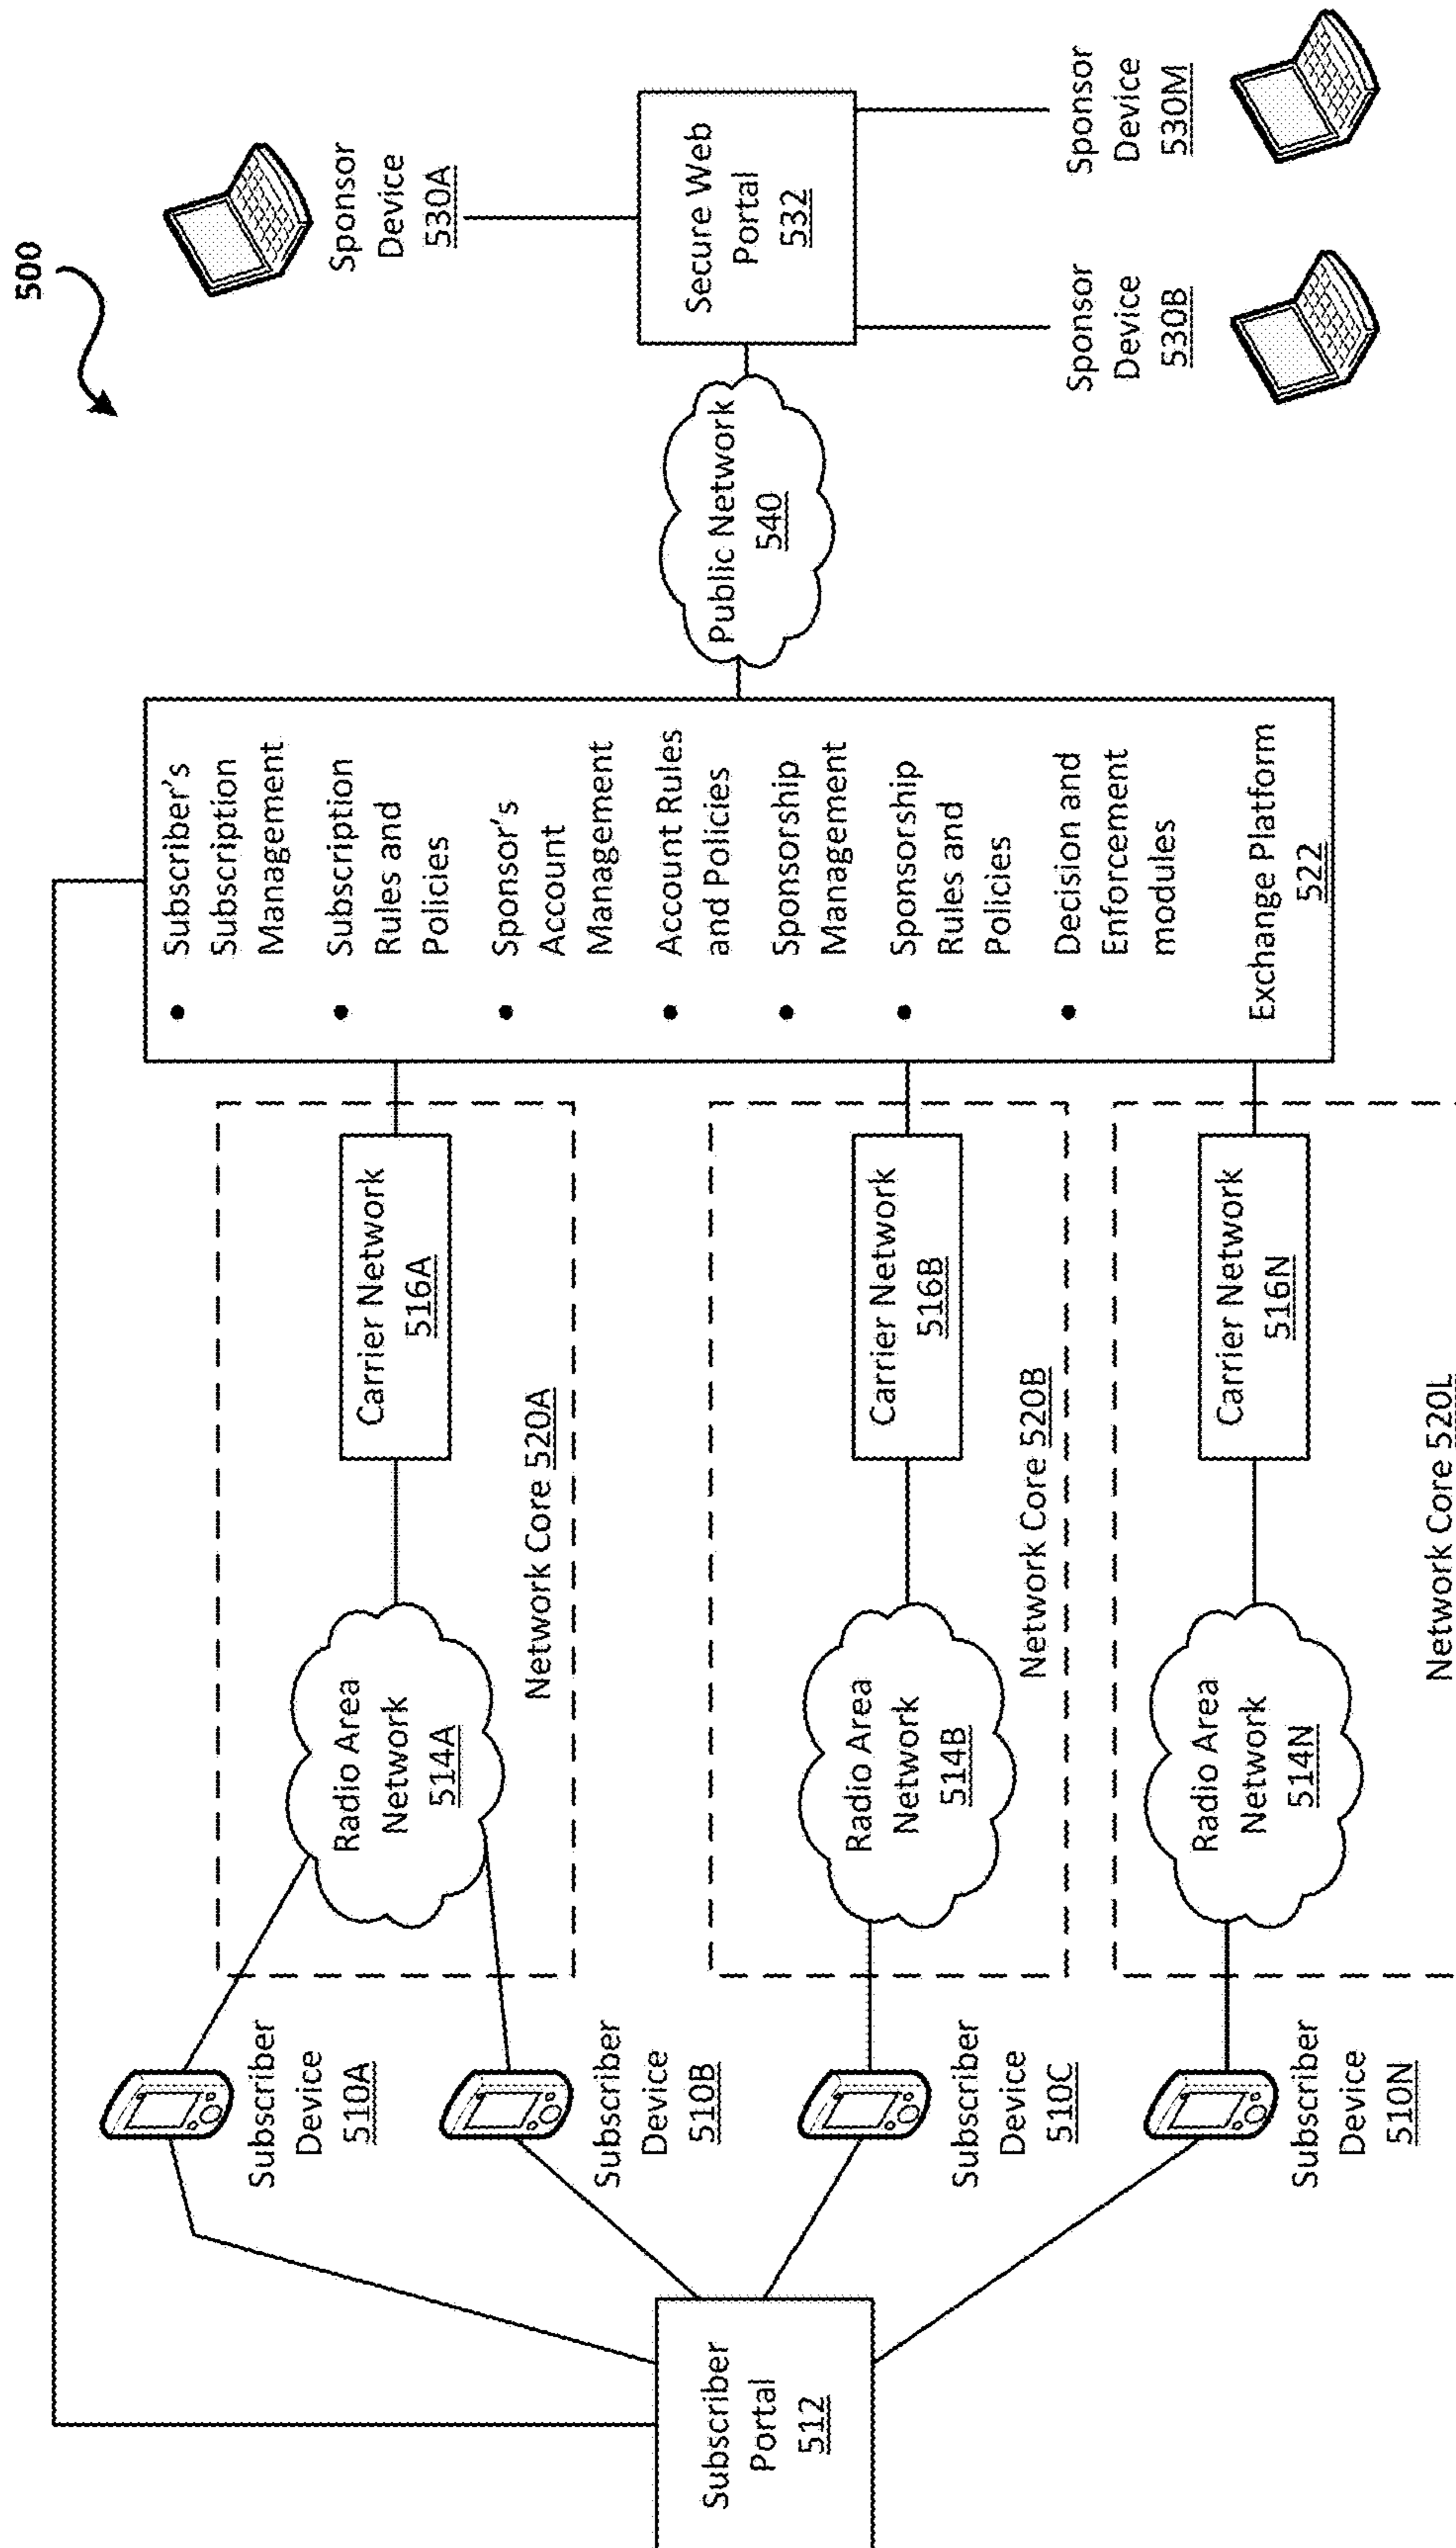 500
Subscriber
Portal
512
Subscriber
Device
510A
Subscriber
Device
510B
Subscriber
Device
510C
Subscriber
Device
510N
Radio Area
Network
514A
Carrier Network
516A
Network Core 520A
Radio Area
Network
514B
Carrier Network
516B
Network Core 520B
Radio Area
Network
514N
Carrier Network
516N
Network Core 520L
• Subscriber's
Subscription
Management
• Subscription
Rules and
Policies
• Sponsor's
Account
Management
• Account Rules
and Policies
• Sponsorship
Management
• Sponsorship
Rules and
Policies
• Decision and
Enforcement
modules
Exchange Platform
522
Public Network
540
Secure Web
Portal
532
Sponsor
Device
530A
Sponsor
Device
530B
Sponsor
Device
530M